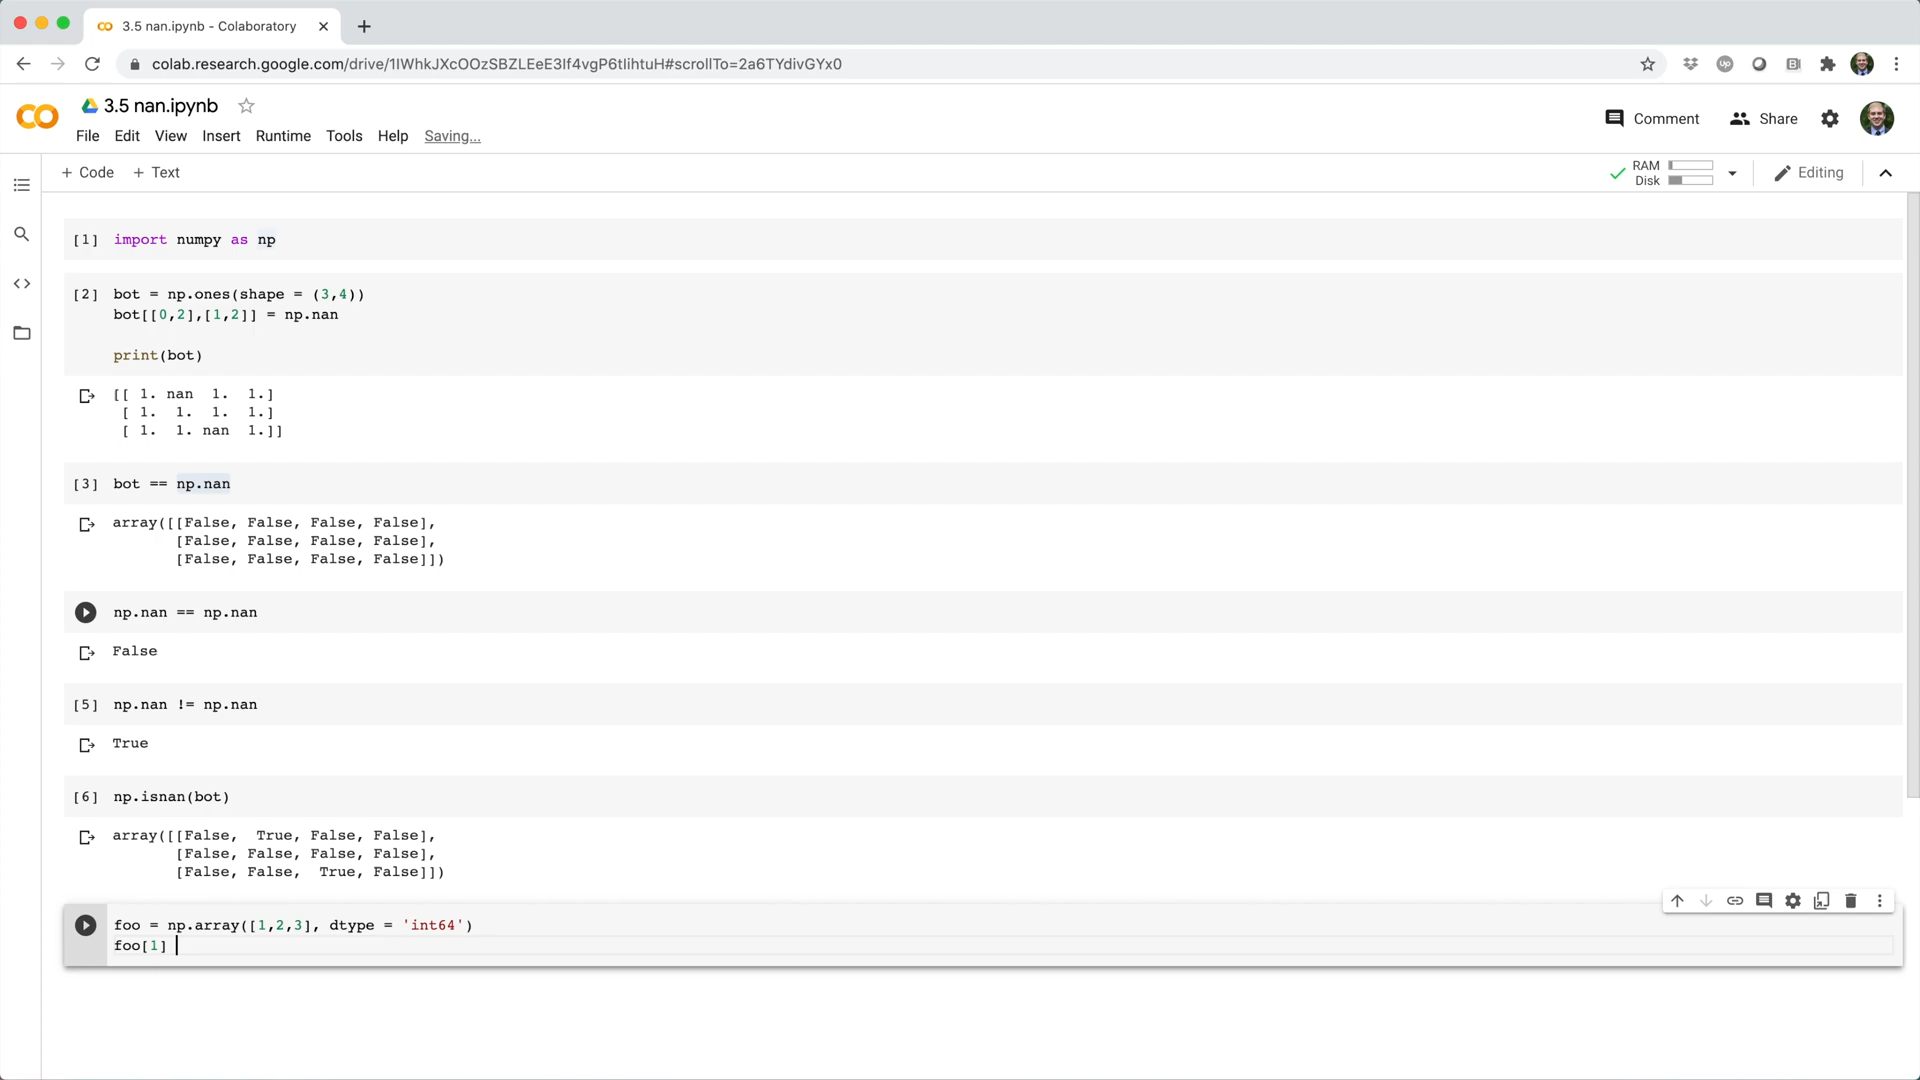 3.5 nan.ipynb - Colaboratory
colab.research.google.com/drive/1IWhkJXcOOzSBZLEeE3If4vgP6tIihtuH#scrollTo=2a6TYdivGYx0
3.5 nan.ipynb
File Edit View Insert Runtime Tools Help Saving...
Comment Share
+ Code + Text
RAM
Disk
Editing
[1] import numpy as np
[2] bot = np.ones(shape = (3,4))
bot[[0,2],[1,2]] = np.nan
print(bot)
[[ 1. nan  1.  1.]
 [ 1.  1.  1.  1.]
 [ 1.  1. nan  1.]]
[3] bot == np.nan
array([[False, False, False, False],
       [False, False, False, False],
       [False, False, False, False]])
np.nan == np.nan
False
[5] np.nan != np.nan
True
[6] np.isnan(bot)
array([[False,  True, False, False],
       [False, False, False, False],
       [False, False,  True, False]])
foo = np.array([1,2,3], dtype = 'int64')
foo[1]